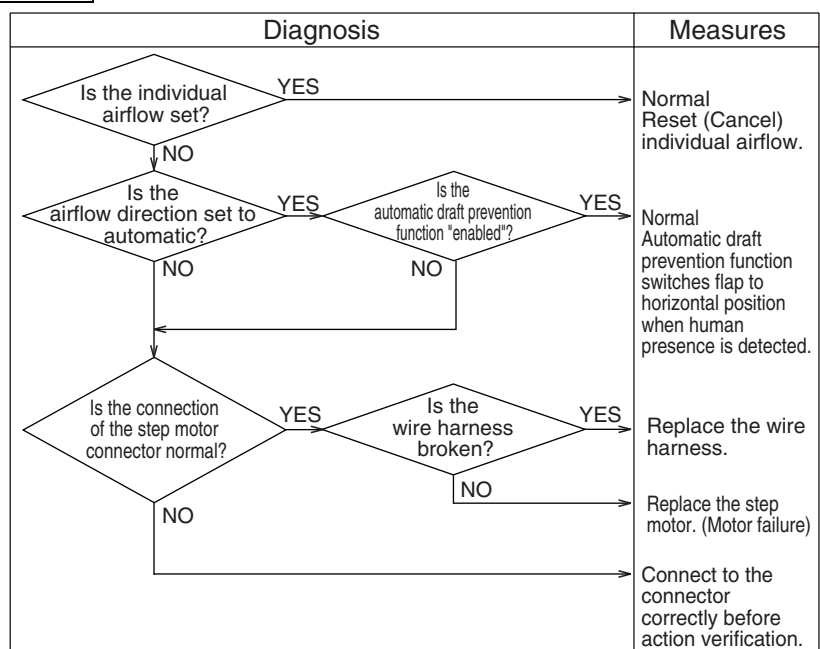 Diagnosis
Measures
Is the individual
airflow set?
YES
NO
Normal
Reset (Cancel)
individual airflow.
Is the
airflow direction set to
automatic?
YES
NO
Is the
automatic draft prevention
function "enabled"?
YES
NO
Normal
Automatic draft
prevention function
switches flap to
horizontal position
when human
presence is detected.
Is the connection
of the step motor
connector normal?
YES
NO
Is the
wire harness
broken?
YES
NO
Replace the wire
harness.
Replace the step
motor. (Motor failure)
Connect to the
connector
correctly before
action verification.